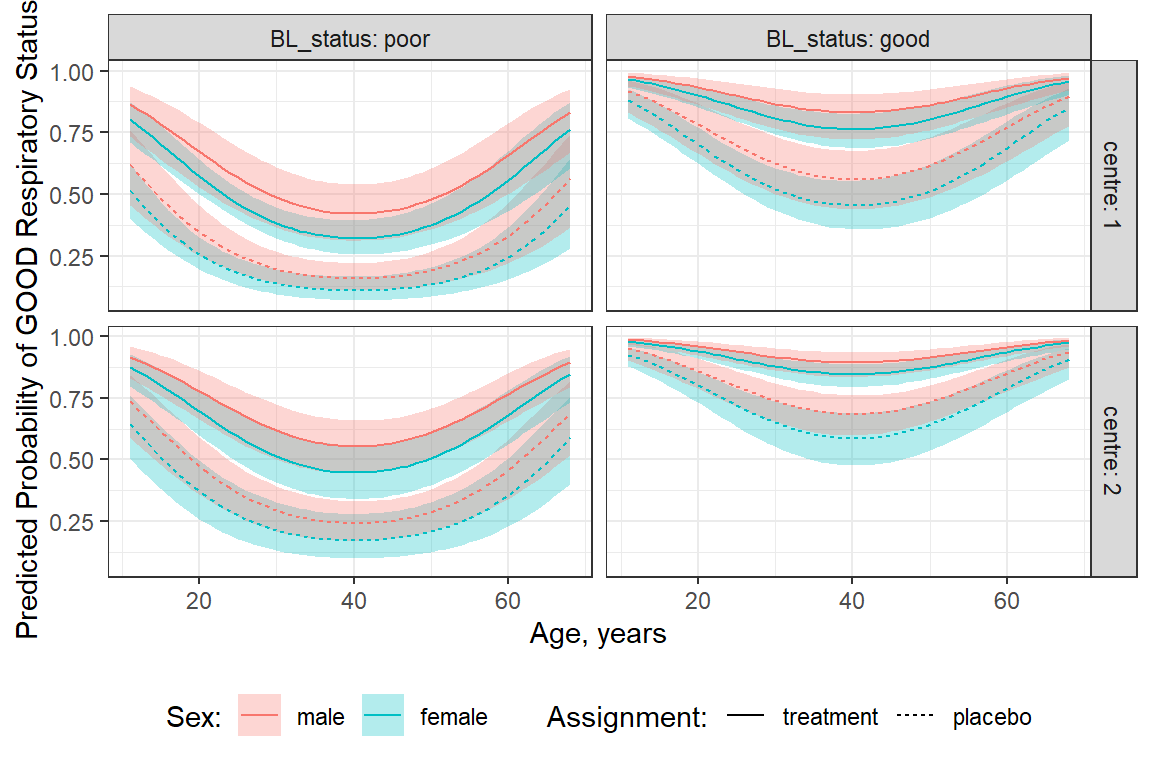 BL_status: poor
BL_status: good
Predicted Probability of GOOD Respiratory Status
1.00
0.75
0.50
0.25
centre: 1
1.00
0.75
0.50
0.25
centre: 2
20
40
60
20
40
60
Age, years
Sex: male female Assignment: treatment placebo